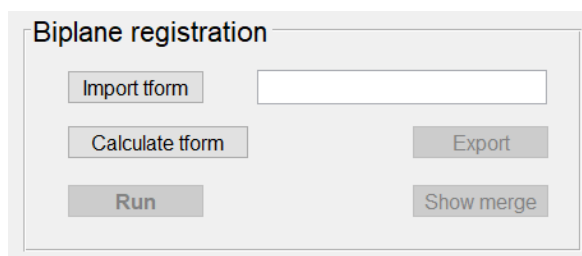 Biplane registration
Import tform
Calculate tform
Export
Run
Show merge